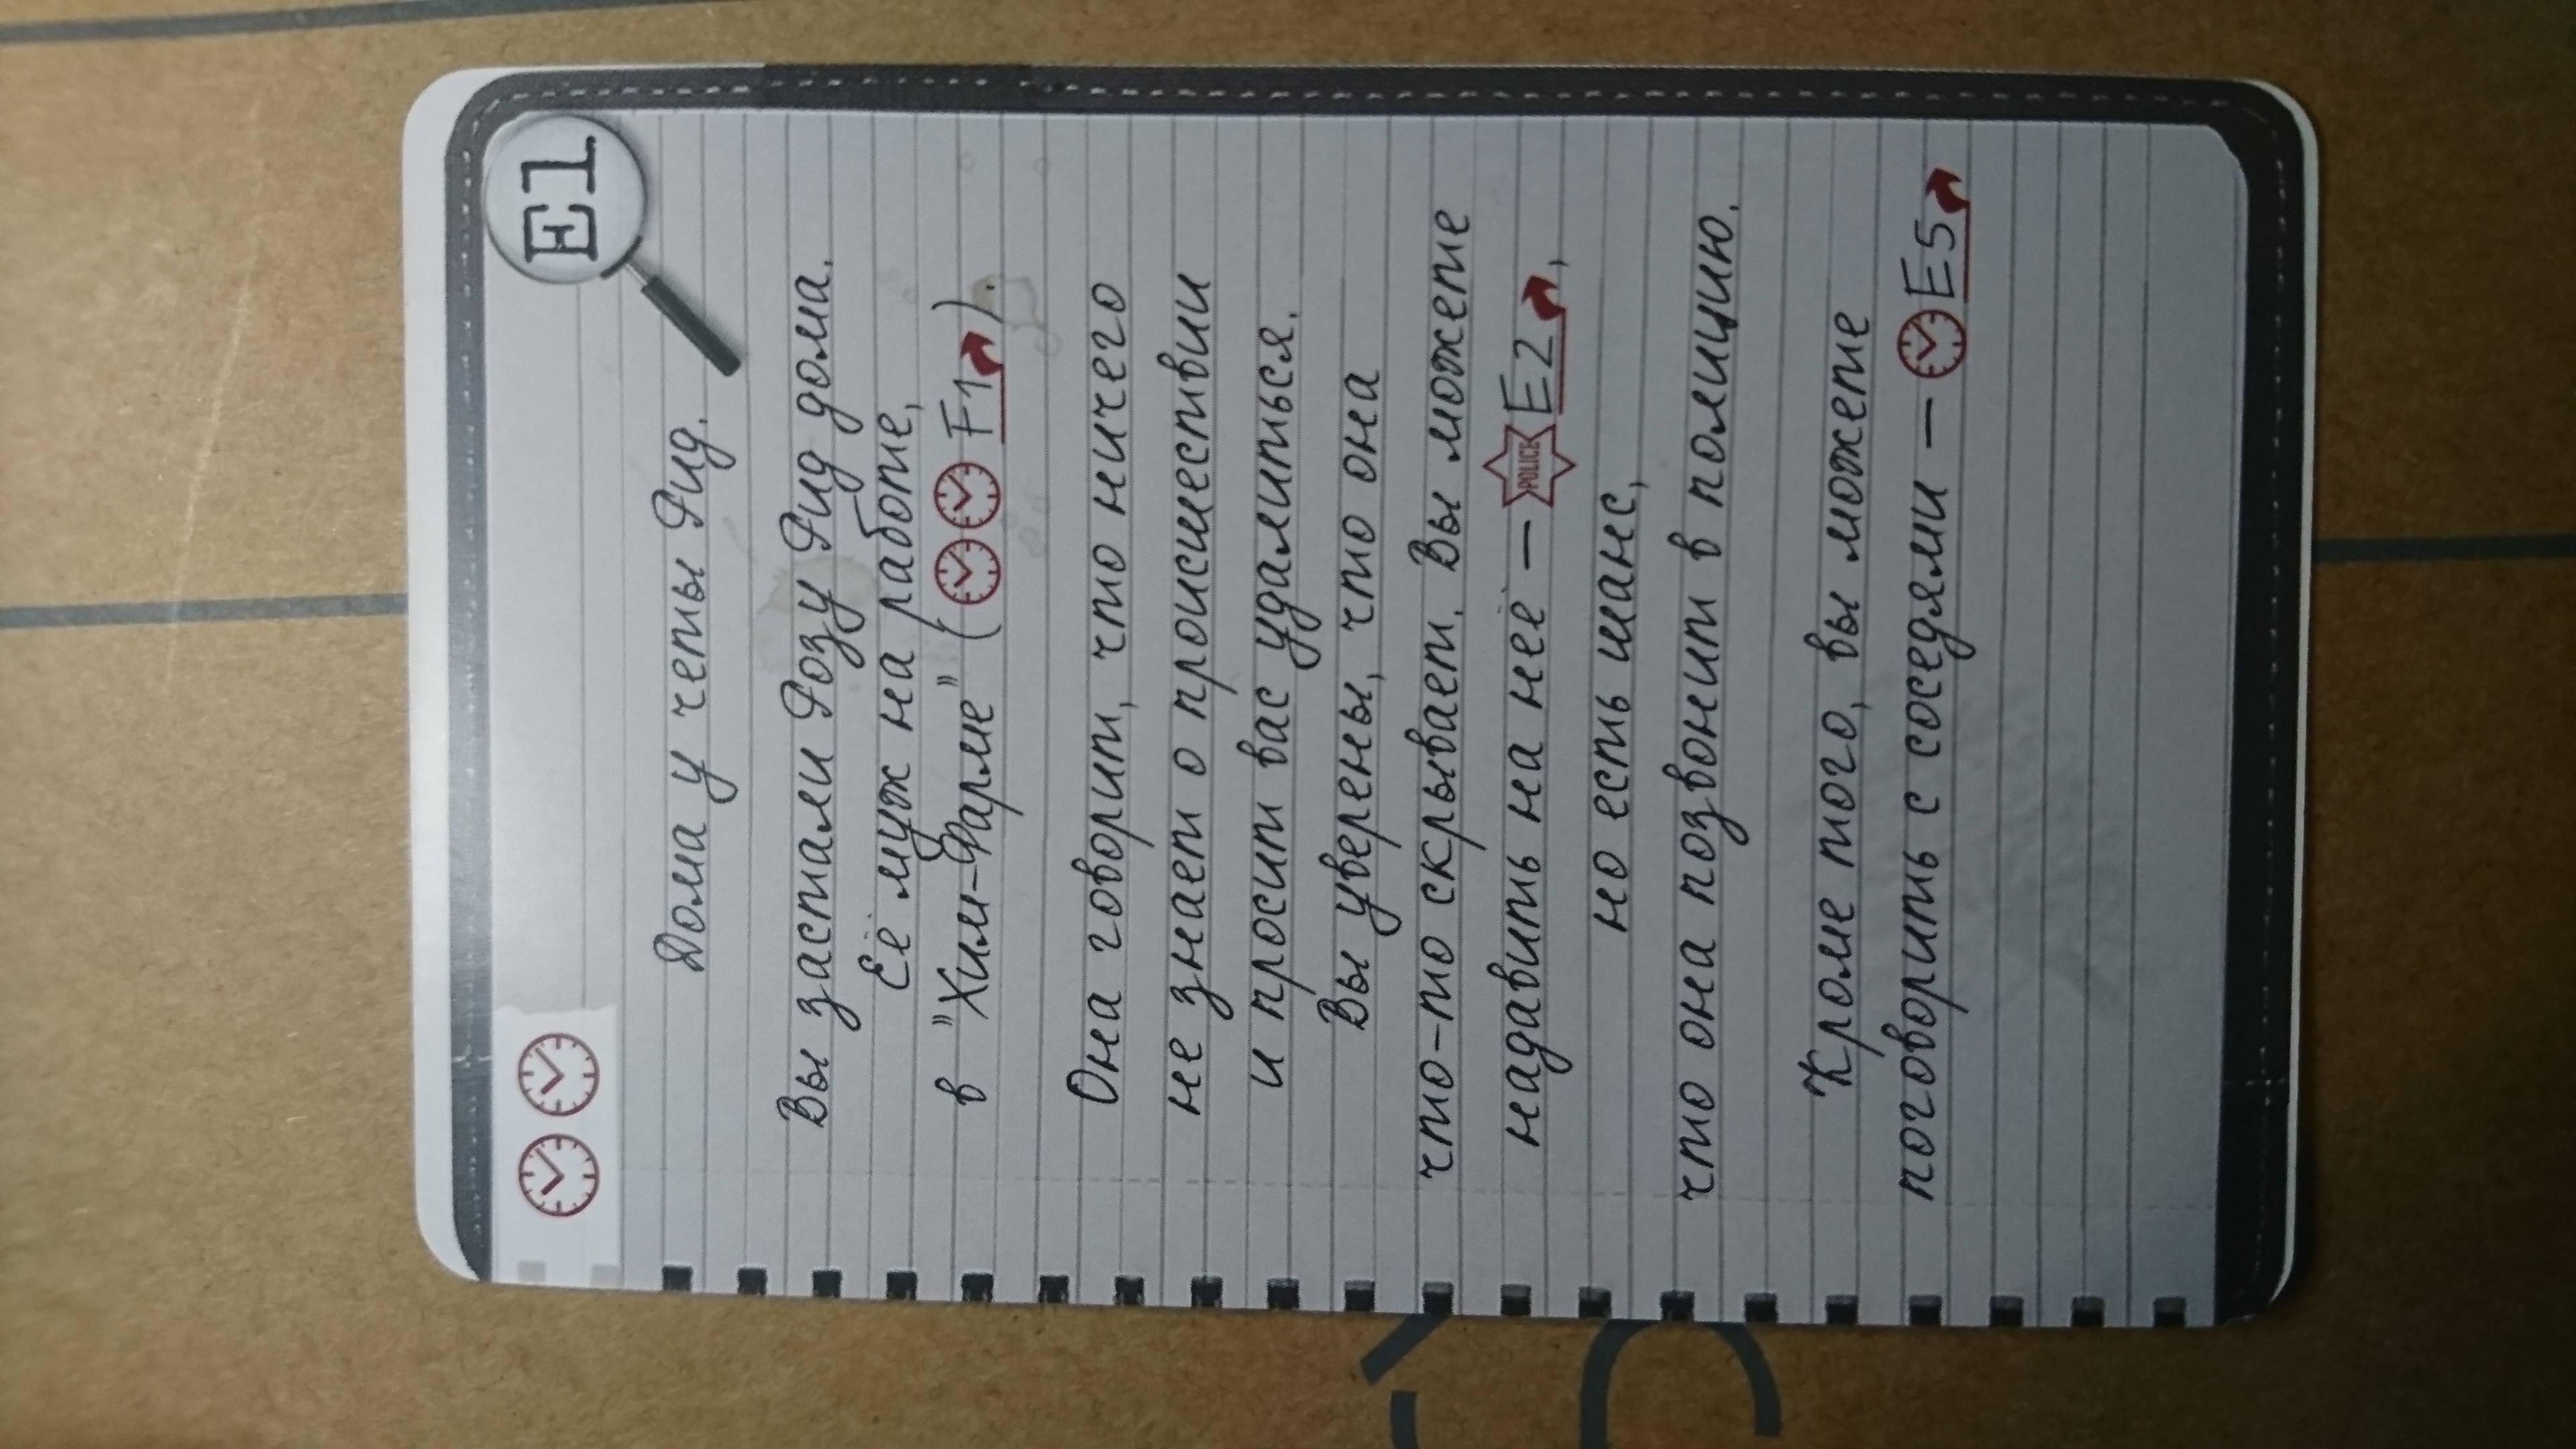 E1
Дома у четы Рид.
Вы застали Розу Рид дома.
Её муж на работе,
в "Хим-Фарме" (F1).
Она говорит, что ничего
не знает о происшествии
и просит вас удалиться.
Вы уверены, что она
что-то скрывает. Вы можете
надавить на неё — POLICE E2,
но есть шанс,
что она позвонит в полицию.
Кроме того, вы можете
поговорить с соседями — E5